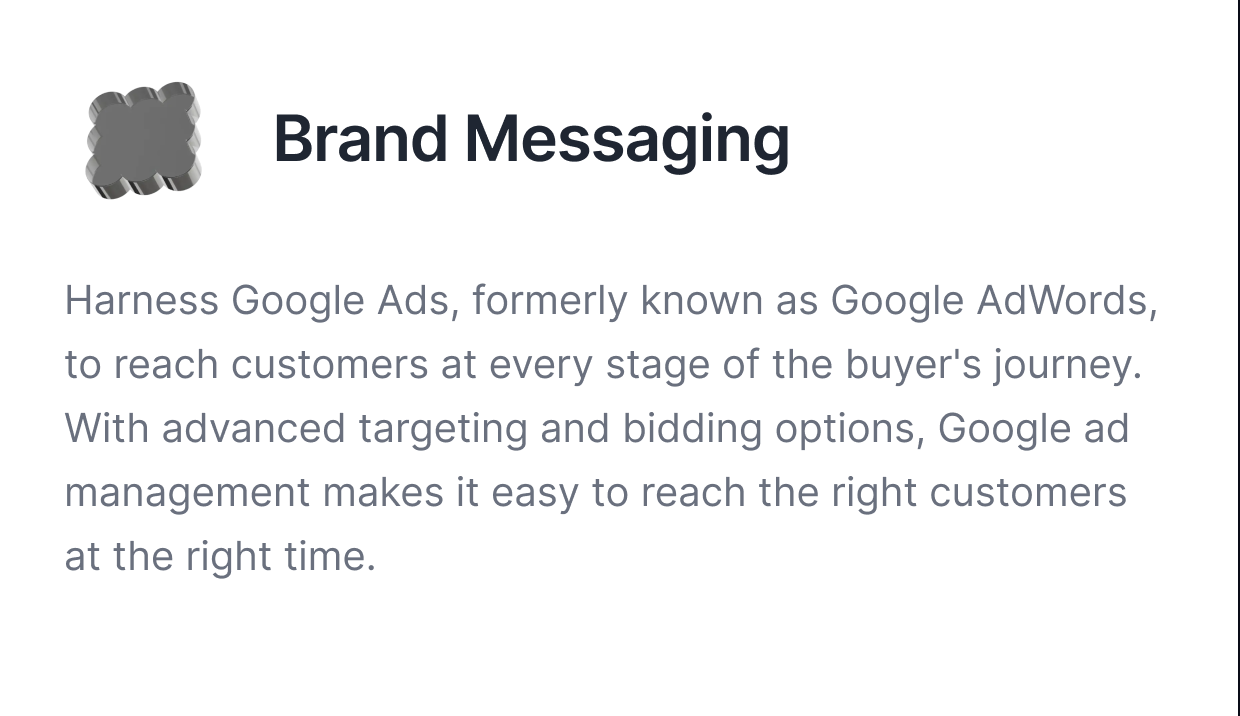 Brand Messaging
Harness Google Ads, formerly known as Google AdWords,
to reach customers at every stage of the buyer's journey.
With advanced targeting and bidding options, Google ad
management makes it easy to reach the right customers
at the right time.